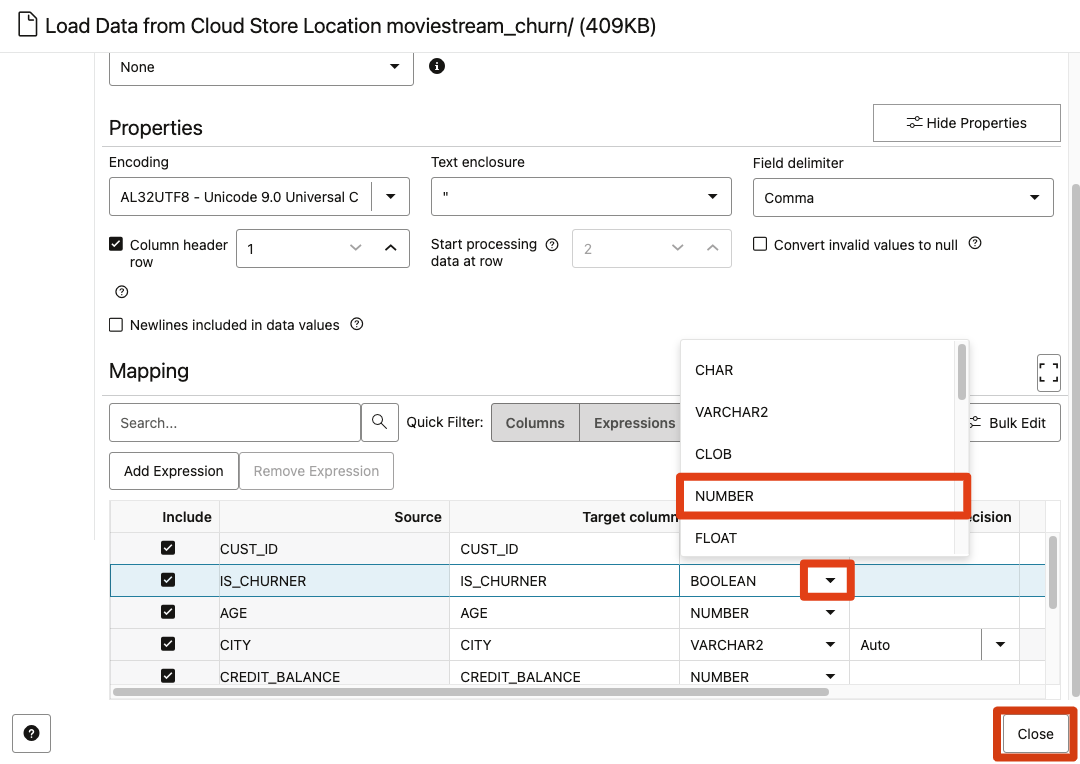 Load Data from Cloud Store Location moviestream_churn/ (409KB)
None
Properties
Hide Properties
Encoding
Text enclosure
Field delimiter
AL32UTF8 - Unicode 9.0 Universal C
"
Comma
Column header row
1
Start processing data at row
2
Convert invalid values to null
Newlines included in data values
Mapping
CHAR
VARCHAR2
CLOB
NUMBER
FLOAT
Search...
Quick Filter:
Columns
Expressions
Bulk Edit
Add Expression
Remove Expression
Include Source Target column cision
CUST_ID CUST_ID
IS_CHURNER IS_CHURNER BOOLEAN
AGE AGE NUMBER
CITY CITY VARCHAR2 Auto
CREDIT_BALANCE CREDIT_BALANCE NUMBER
?
Close